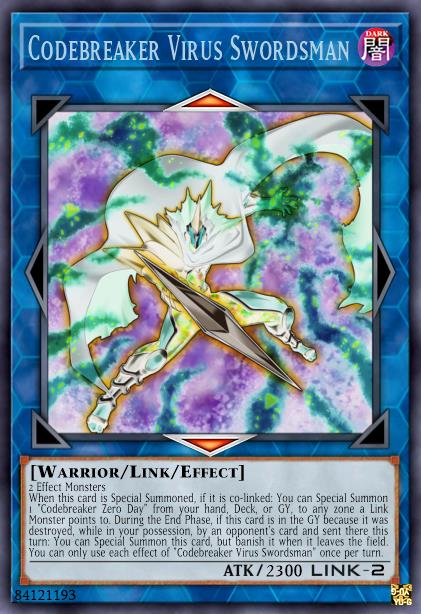 CODEBREAKER VIRUS SWORDSMAN
DARK
闇
[WARRIOR/LINK/EFFECT]
2 Effect Monsters
When this card is Special Summoned, if it is co-linked: You can Special Summon
1 "Codebreaker Zero Day" from your hand, Deck, or GY, to any zone a Link
Monster points to. During the End Phase, if this card is in the GY because it was
destroyed, while in your possession, by an opponent's card and sent there this
turn: You can Special Summon this card, but banish it when it leaves the field.
You can only use each effect of "Codebreaker Virus Swordsman" once per turn.
ATK/2300 LINK-2
84121193